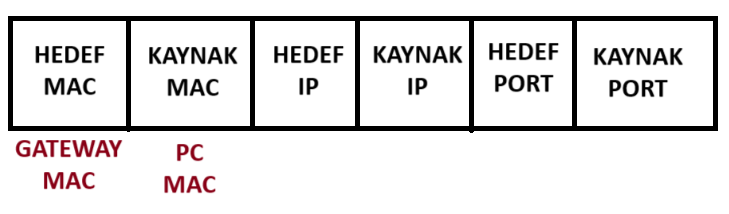 HEDEF MAC
KAYNAK MAC
HEDEF IP
KAYNAK IP
HEDEF PORT
KAYNAK PORT
GATEWAY MAC
PC MAC